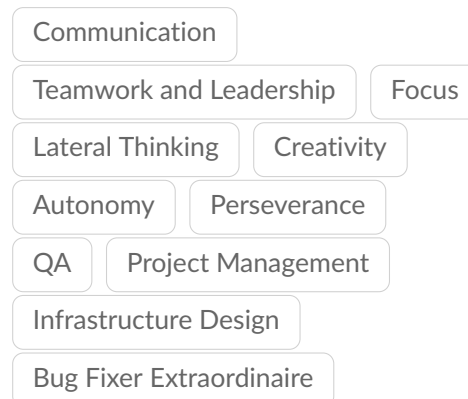 Communication
Teamwork and Leadership Focus
Lateral Thinking Creativity
Autonomy Perseverance
QA Project Management
Infrastructure Design
Bug Fixer Extraordinaire